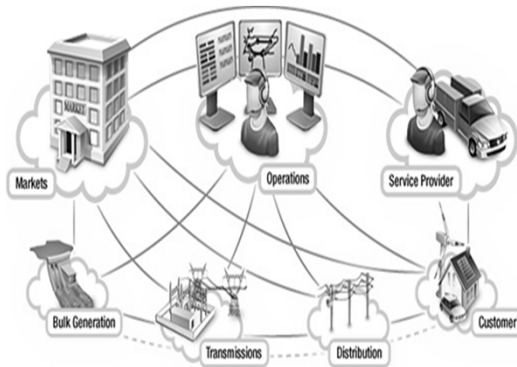 MARKET
Markets
Operations
Service Provider
Bulk Generation
Transmissions
Distribution
Customer